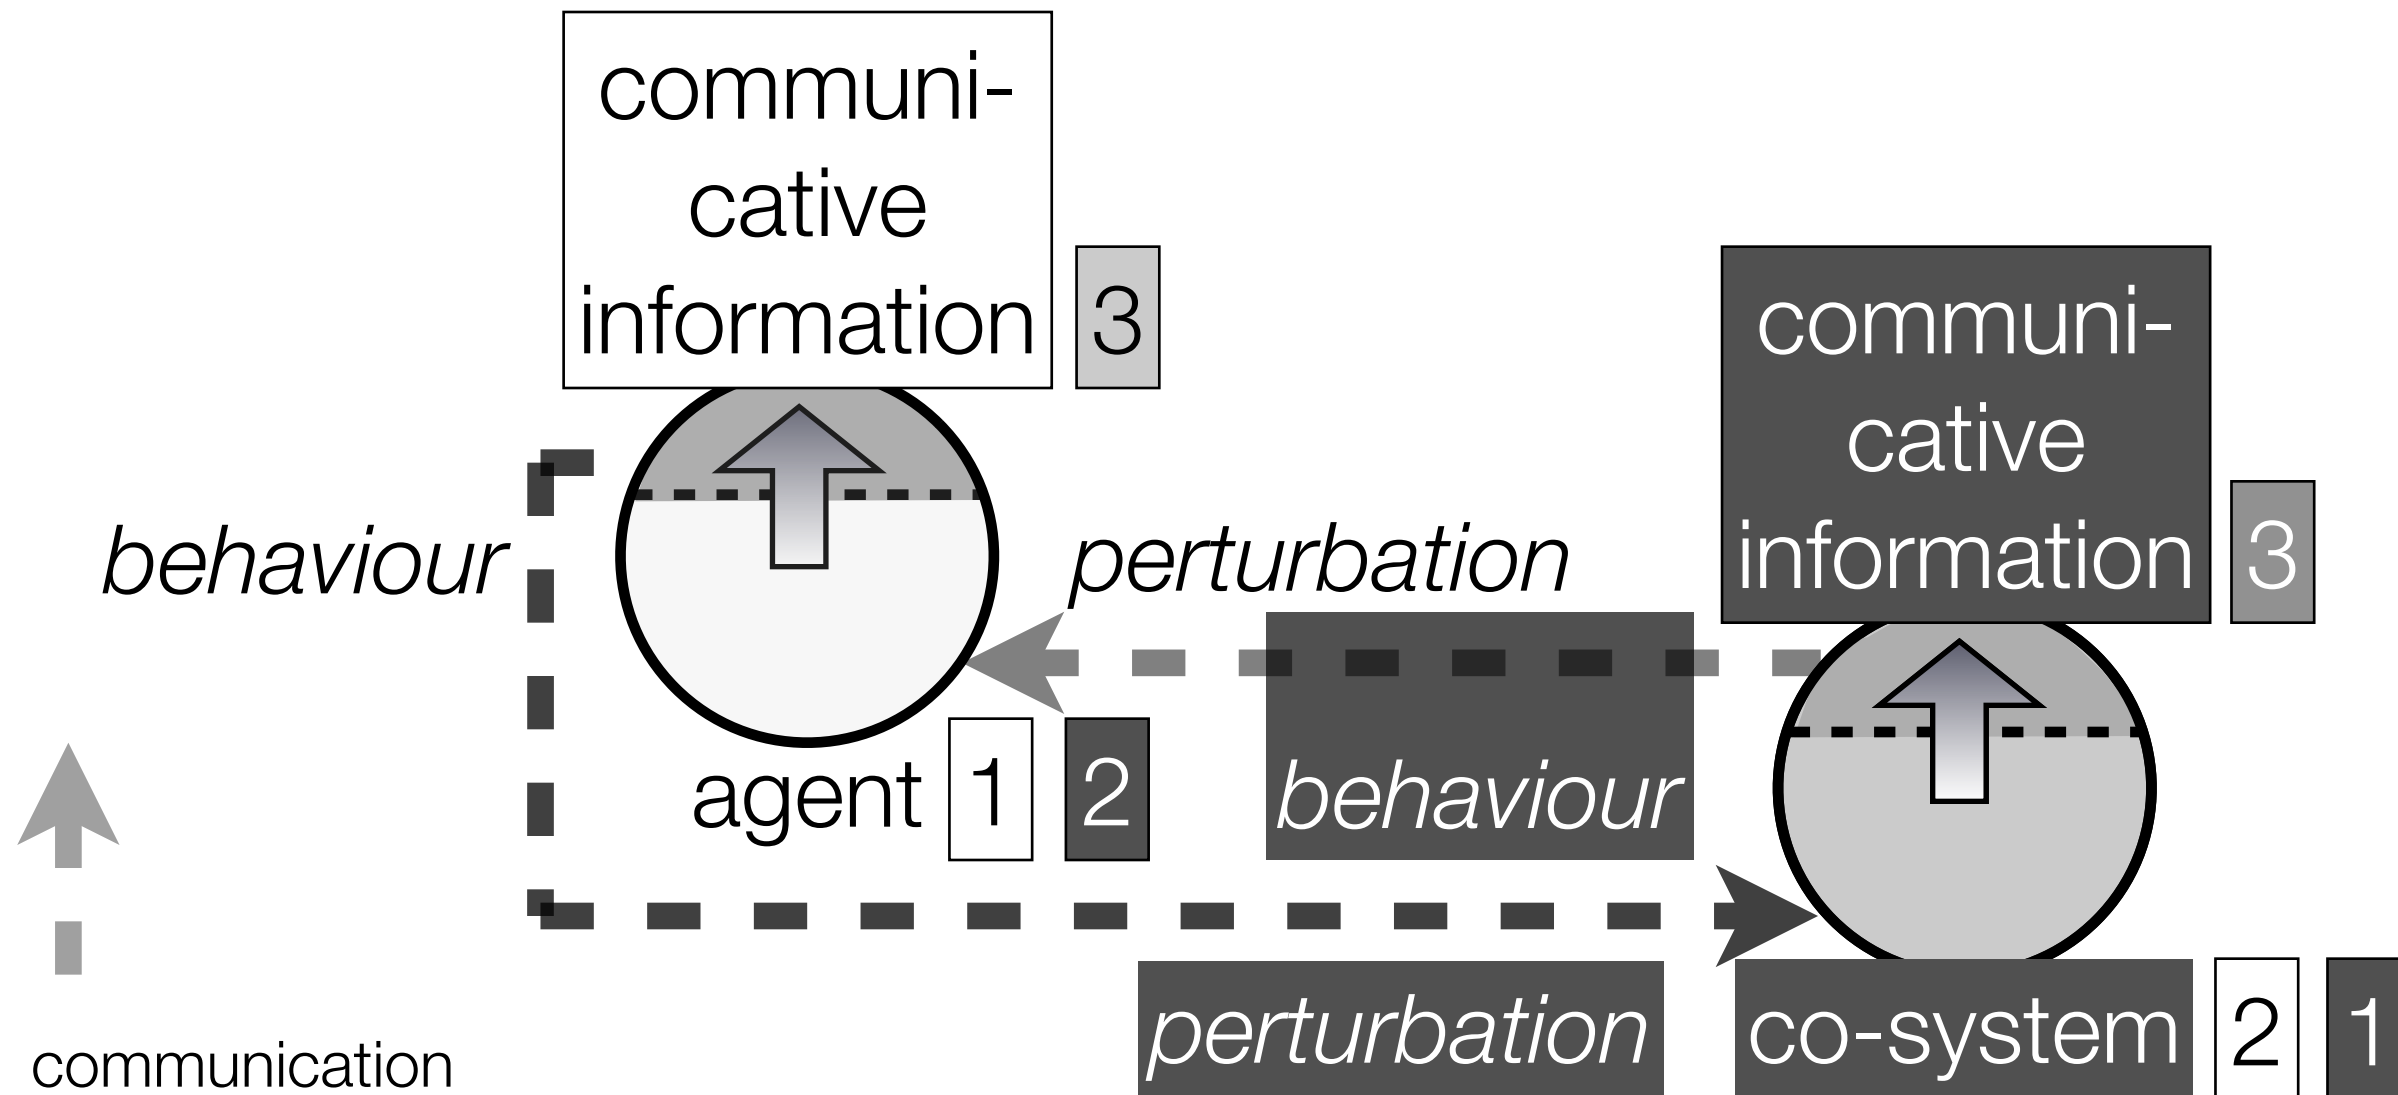 communi-
cative
information 3
communi-
cative
information 3
behaviour
perturbation
behaviour
agent 1 2
perturbation
co-system 2 1
communication